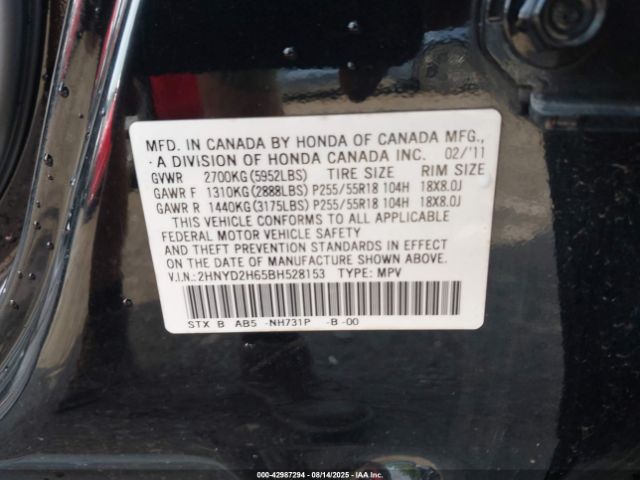 MFD. IN CANADA BY HONDA OF CANADA MFG.,
A DIVISION OF HONDA CANADA INC. 02/'11
GVWR 2700KG(5952LBS) TIRE SIZE RIM SIZE
GAWR F 1310KG(2888LBS) P255/55R18 104H 18X8.0J
GAWR R 1440KG(3175LBS) P255/55R18 104H 18X8.0J
THIS VEHICLE CONFORMS TO ALL APPLICABLE
FEDERAL MOTOR VEHICLE SAFETY
AND THEFT PREVENTION STANDARDS IN EFFECT
ON THE DATE OF MANUFACTURE SHOWN ABOVE.
V.I.N.: 2HNYD2H65BH528153 TYPE: MPV
STX B AB5 -NH731P -B -00
000-42987294 08/14/2025 IAA Inc.